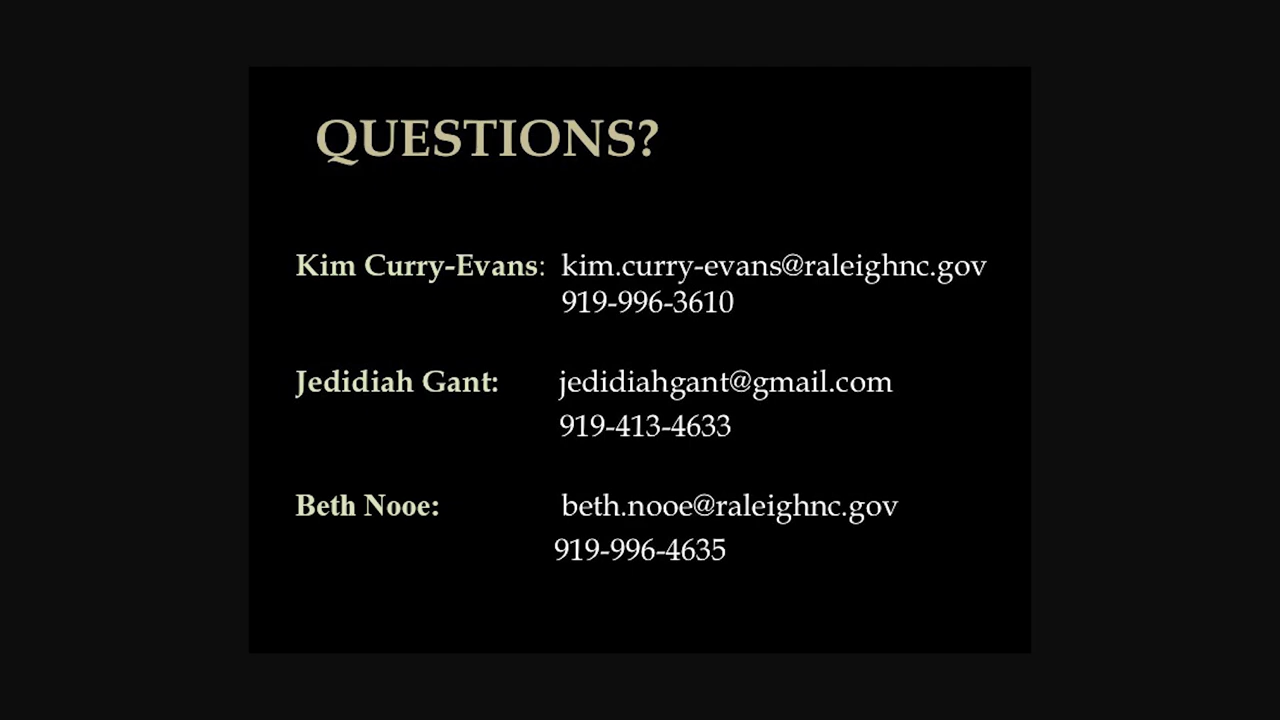 QUESTIONS?
Kim Curry-Evans: kim.curry-evans@raleighnc.gov
919-996-3610
Jedidiah Gant: jedidiahgant@gmail.com
919-413-4633
Beth Nooe: beth.nooe@raleighnc.gov
919-996-4635